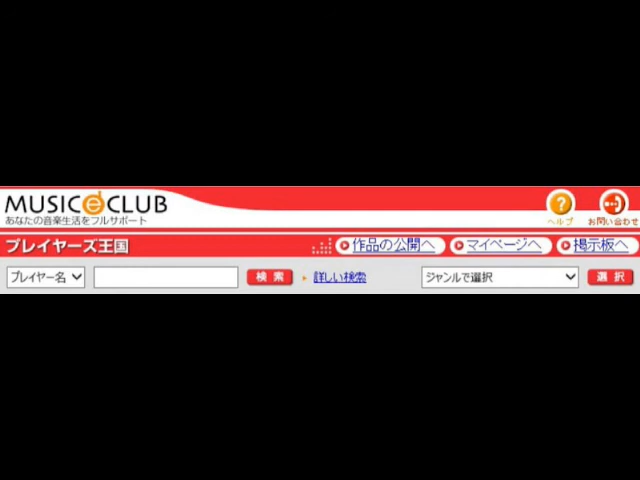 MUSICeCLUB
あなたの音楽生活をフルサポート
ヘルプ
お問い合わせ
プレイヤーズ王国
作品の公開へ
マイページへ
掲示板へ
プレイヤー名
検索
詳しい検索
ジャンルで選択
選択